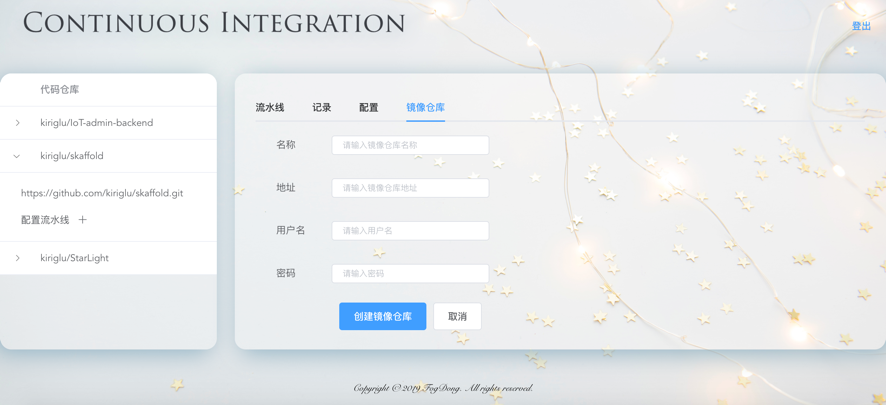 CONTINUOUS INTEGRATION
登出
代码仓库
kiriglu/IoT-admin-backend
kiriglu/skaffold
https://github.com/kiriglu/skaffold.git
配置流水线 +
kiriglu/StarLight
流水线 记录 配置 镜像仓库
名称 请输入镜像仓库名称
地址 请输入镜像仓库地址
用户名 请输入用户名
密码 请输入密码
创建镜像仓库 取消
Copyright © 2019 FogDong. All rights reserved.